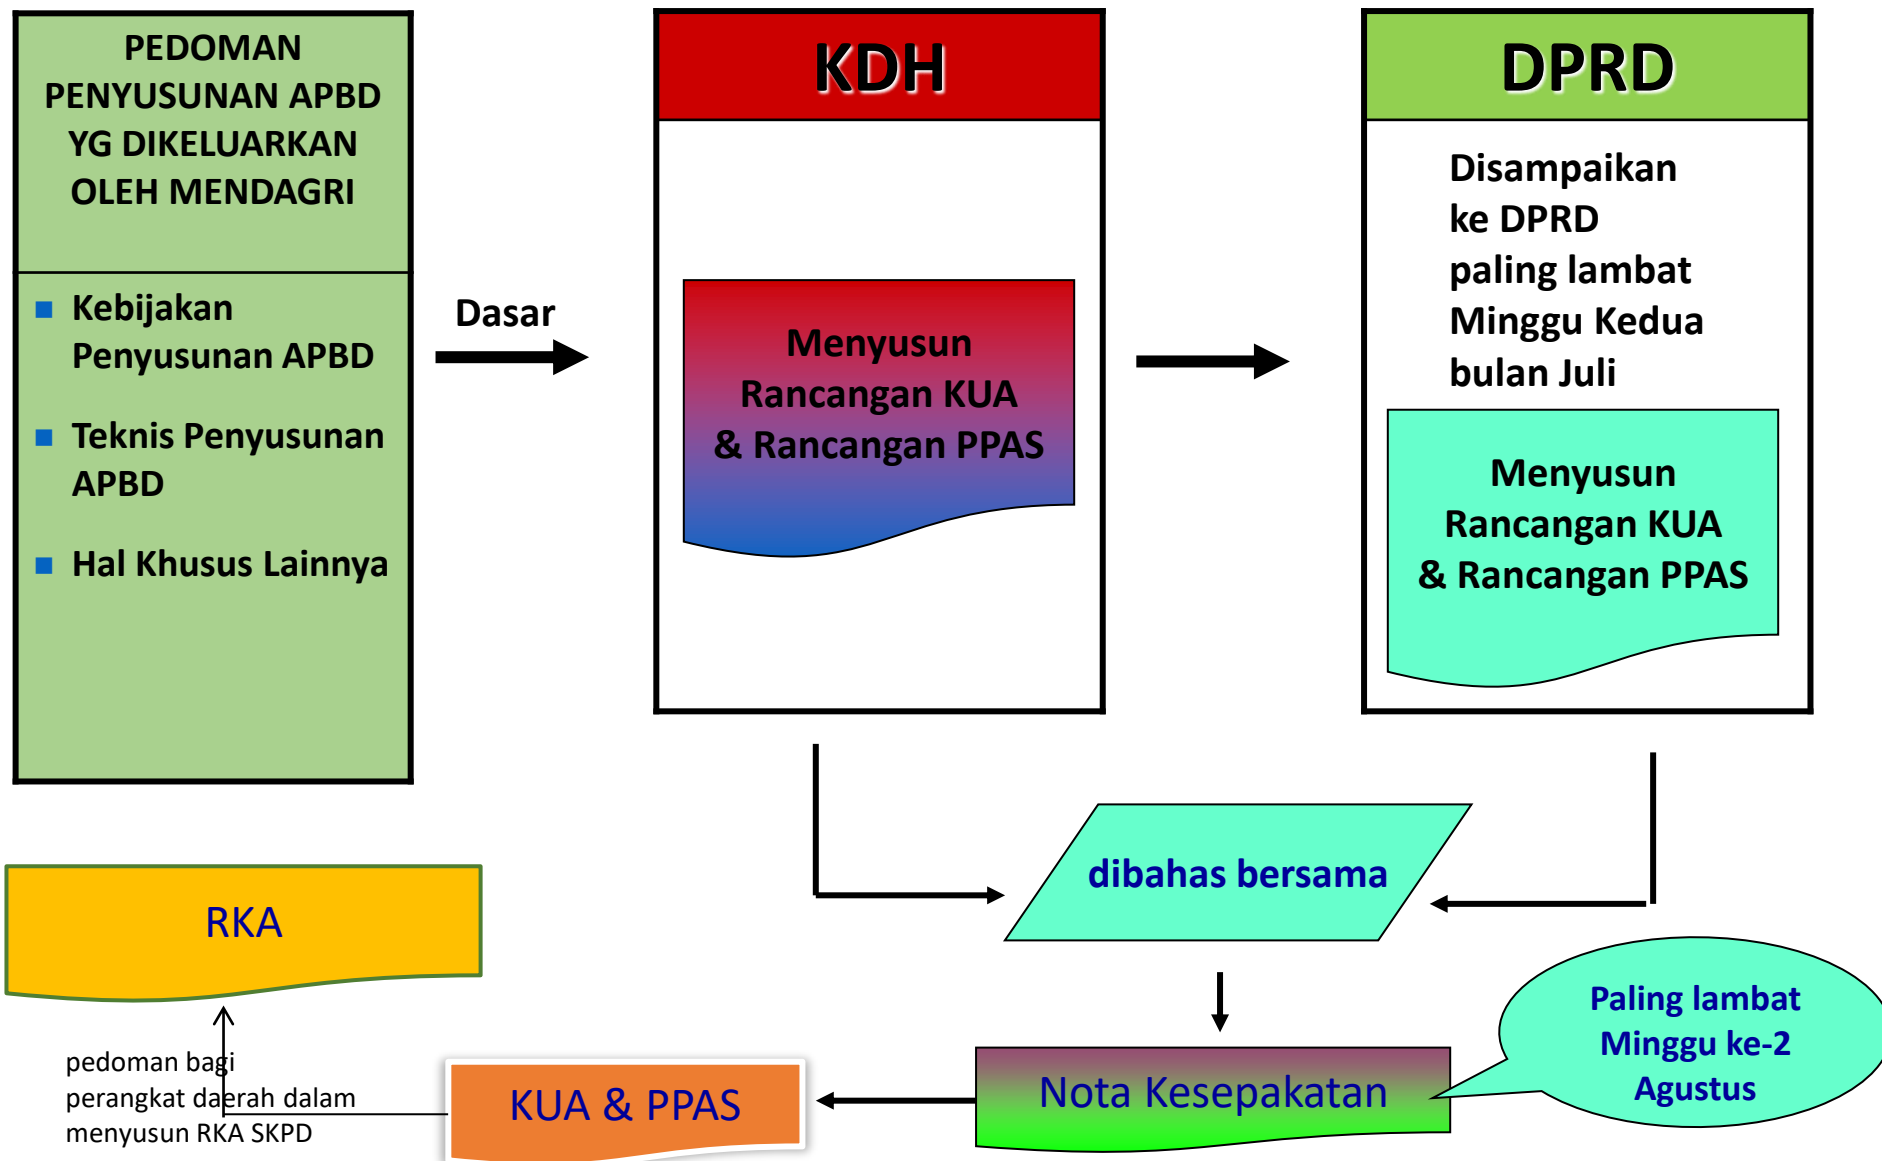 PEDOMAN
PENYUSUNAN APBD
YG DIKELUARKAN
OLEH MENDAGRI
Kebijakan
Penyusunan APBD
Teknis Penyusunan
APBD
Hal Khusus Lainnya
Dasar
KDH
Menyusun
Rancangan KUA
& Rancangan PPAS
DPRD
Disampaikan
ke DPRD
paling lambat
Minggu Kedua
bulan Juli
Menyusun
Rancangan KUA
& Rancangan PPAS
dibahas bersama
Paling lambat
Minggu ke-2
Agustus
Nota Kesepakatan
KUA & PPAS
pedoman bagi
perangkat daerah dalam
menyusun RKA SKPD
RKA